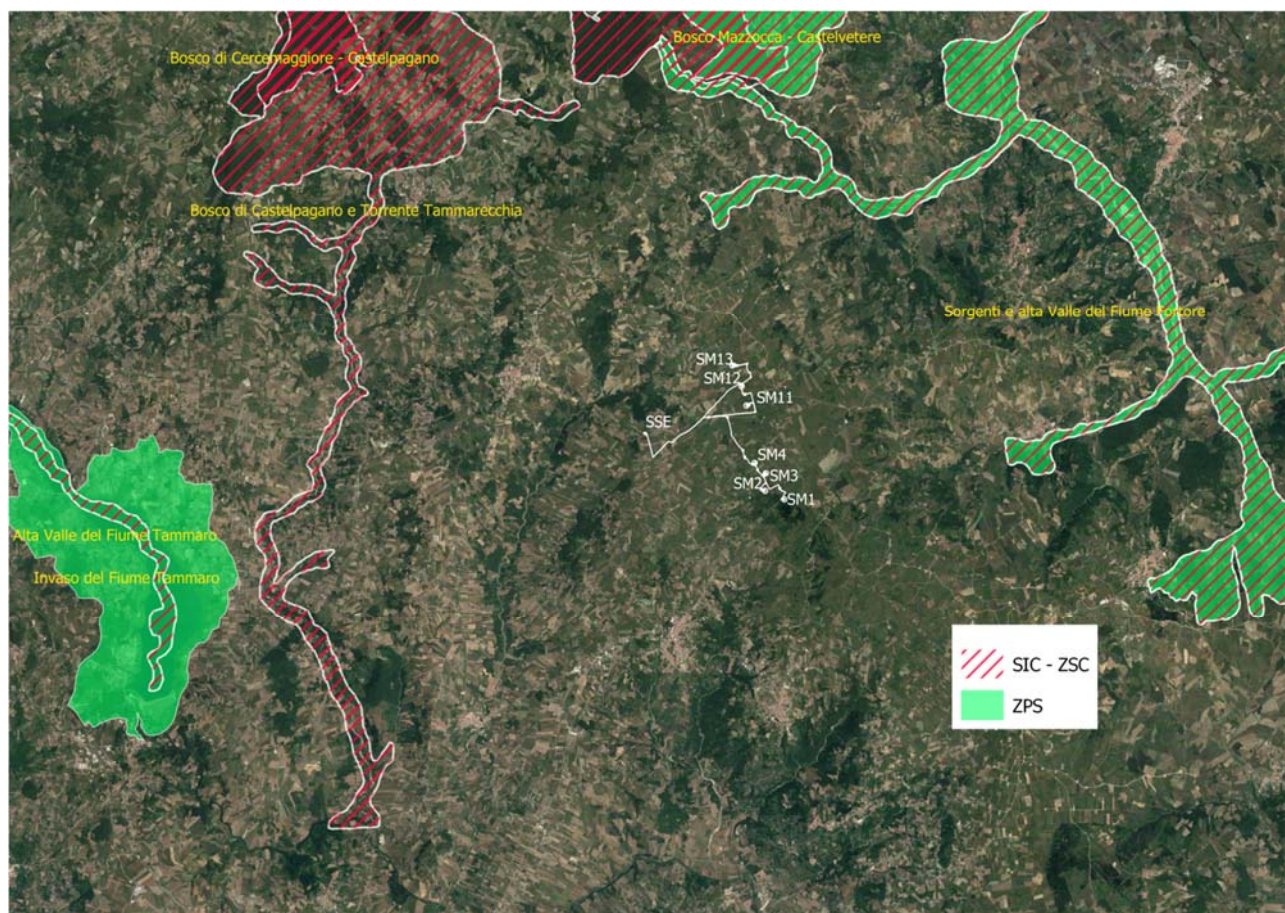 Bosco Mazzocca - Castelvetere
Bosco di Cercemaggiore - Castelpagano
Bosco di Castelpagano e Torrente Tammarecchia
Sorgenti e alta Valle del Fiume Fortore
SM13
SM12
SM11
SSE
SM4
SM3
SM2
SM1
Alta Valle del Fiume Tammaro
Invaso del Fiume Tammaro
SIC - ZSC
ZPS